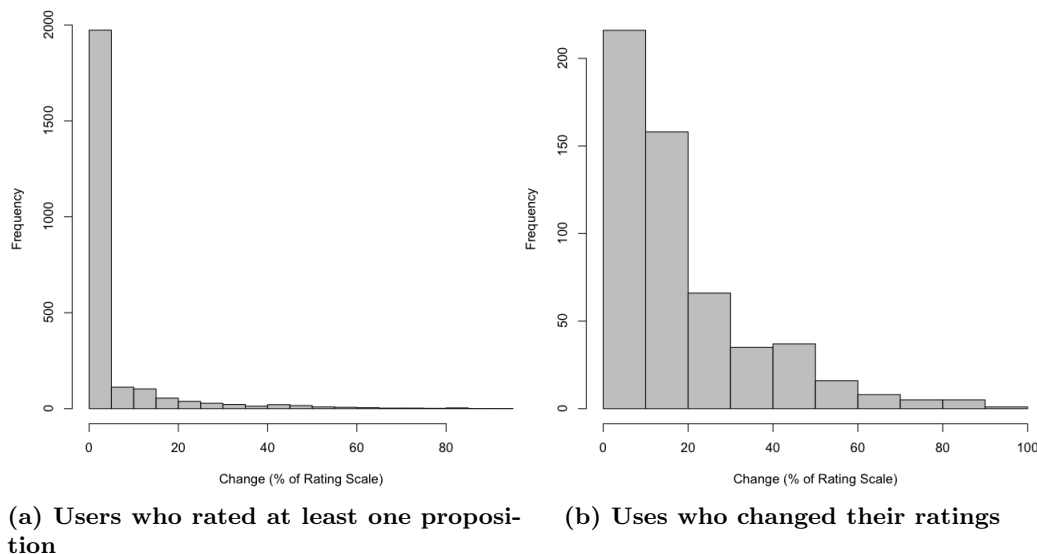 2000
1500
1000
500
0
Frequency
0 20 40 60 80
Change (% of Rating Scale)
(a) Users who rated at least one proposi-
tion
200
150
100
50
0
Frequency
0 20 40 60 80 100
Change (% of Rating Scale)
(b) Uses who changed their ratings